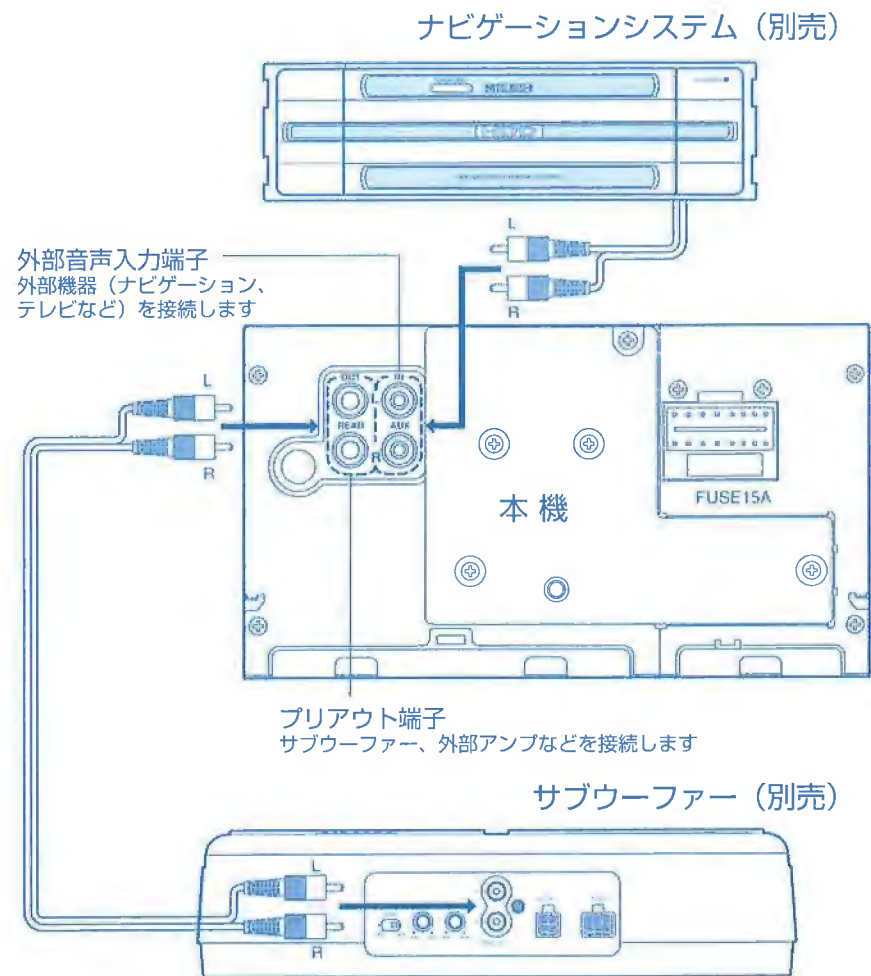 ナビゲーションシステム（別売）
MITSUBISHI
L
R
外部音声入力端子
外部機器（ナビゲーション、
テレビなど）を接続します
L
R
OUT IN
REAR AUX
R
FUSE15A
本 機
プリアウト端子
サブウーファー、外部アンプなどを接続します
サブウーファー（別売）
L
R